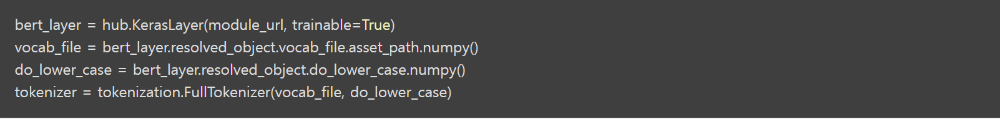 bert_layer = hub.KerasLayer(module_url, trainable=True)
vocab_file = bert_layer.resolved_object.vocab_file.asset_path.numpy()
do_lower_case = bert_layer.resolved_object.do_lower_case.numpy()
tokenizer = tokenization.FullTokenizer(vocab_file, do_lower_case)